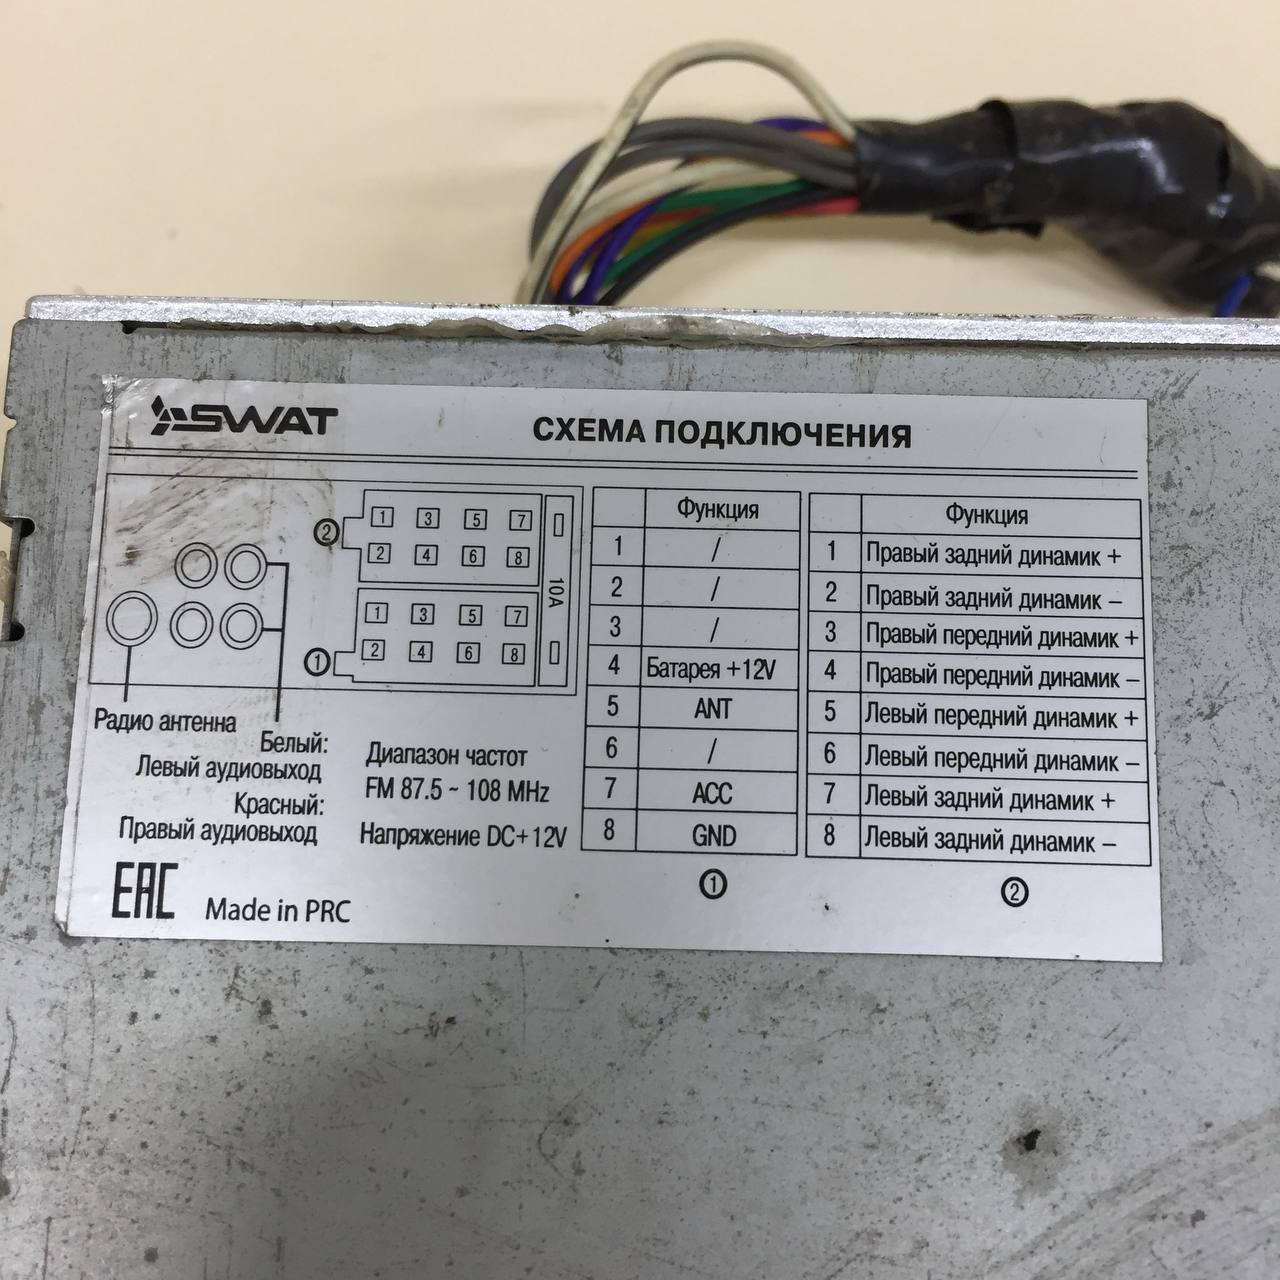 SWAT
СХЕМА ПОДКЛЮЧЕНИЯ
② 1 3 5 7
2 4 6 8
10A
1 3 5 7
① 2 4 6 8
Радио антенна
Белый:
Левый аудиовыход
Красный:
Правый аудиовыход
Диапазон частот
FM 87.5 ~ 108 MHz
Напряжение DC+12V
EAC
Made in PRC
Функция
1 /
2 /
3 /
4 Батарея +12V
5 ANT
6 /
7 ACC
8 GND
①
Функция
1 Правый задний динамик +
2 Правый задний динамик –
3 Правый передний динамик +
4 Правый передний динамик –
5 Левый передний динамик +
6 Левый передний динамик –
7 Левый задний динамик +
8 Левый задний динамик –
②